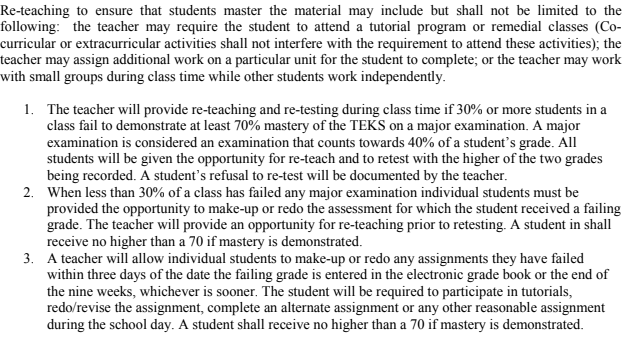 Re-teaching to ensure that students master the material may include but shall not be limited to the
following:  the teacher may require the student to attend a tutorial program or remedial classes (Co-
curricular or extracurricular activities shall not interfere with the requirement to attend these activities); the
teacher may assign additional work on a particular unit for the student to complete; or the teacher may work
with small groups during class time while other students work independently.
1. The teacher will provide re-teaching and re-testing during class time if 30% or more students in a
class fail to demonstrate at least 70% mastery of the TEKS on a major examination. A major
examination is considered an examination that counts towards 40% of a student’s grade. All
students will be given the opportunity for re-teach and to retest with the higher of the two grades
being recorded. A student’s refusal to re-test will be documented by the teacher.
2. When less than 30% of a class has failed any major examination individual students must be
provided the opportunity to make-up or redo the assessment for which the student received a failing
grade. The teacher will provide an opportunity for re-teaching prior to retesting. A student in shall
receive no higher than a 70 if mastery is demonstrated.
3. A teacher will allow individual students to make-up or redo any assignments they have failed
within three days of the date the failing grade is entered in the electronic grade book or the end of
the nine weeks, whichever is sooner. The student will be required to participate in tutorials,
redo/revise the assignment, complete an alternate assignment or any other reasonable assignment
during the school day. A student shall receive no higher than a 70 if mastery is demonstrated.